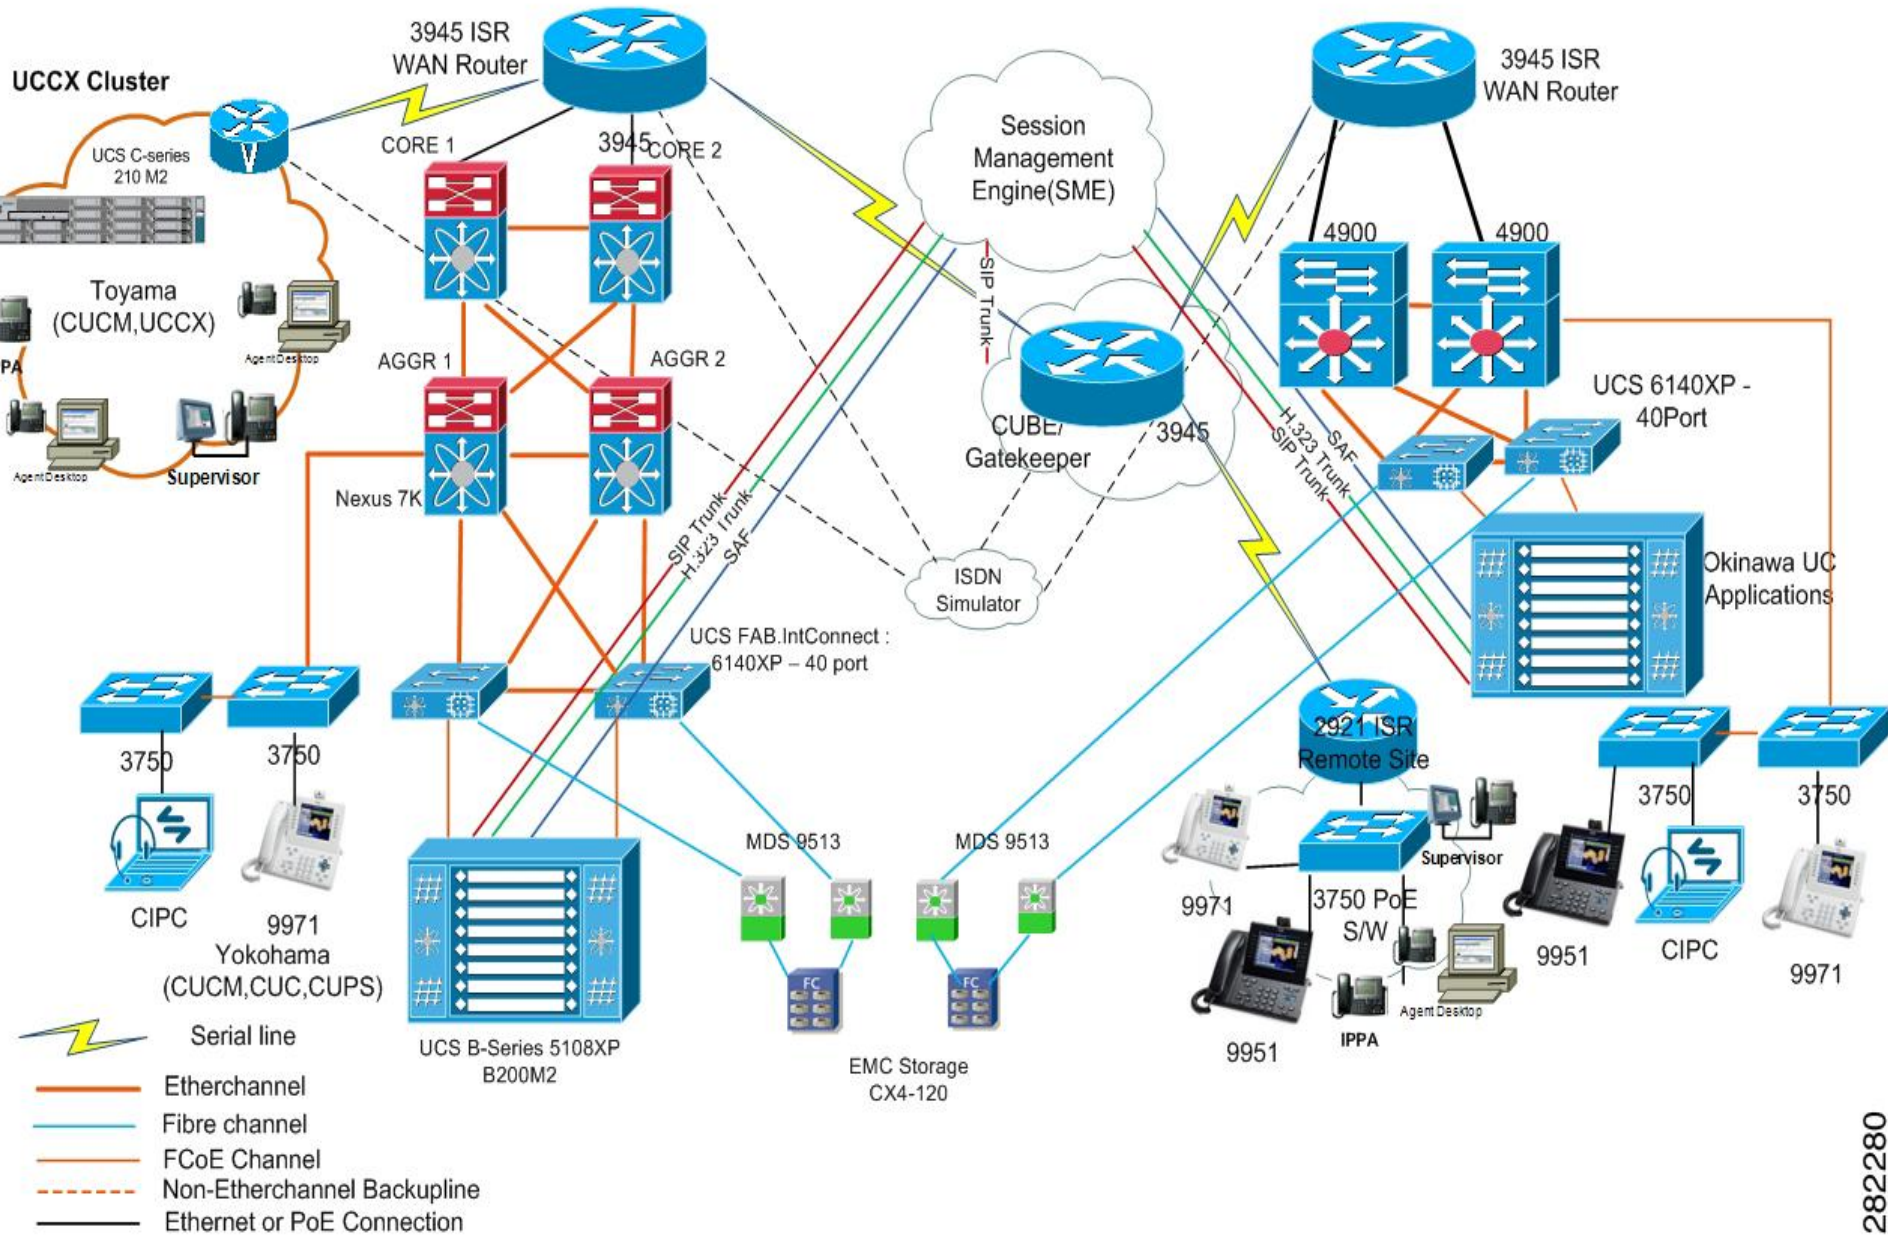 3945 ISR
WAN Router
3945 ISR
WAN Router
UCCX Cluster
UCS C-series
210 M2
CORE 1
3945
CORE 2
Session
Management
Engine(SME)
4900
4900
SIP Trunk
Toyama
(CUCM,UCCX)
AgentDesktop
PA
AGGR 1
AGGR 2
UCS 6140XP -
40Port
CUBE/
Gatekeeper
3945
H.323 Trunk
SAF
SIP Trunk
AgentDesktop
Supervisor
Nexus 7K
SIP Trunk
H.323 Trunk
SAF
ISDN
Simulator
Okinawa UC
Applications
UCS FAB.IntConnect :
6140XP – 40 port
2921 ISR
Remote Site
3750
3750
3750
3750
MDS 9513
MDS 9513
Supervisor
CIPC
9971
Yokohama
(CUCM,CUC,CUPS)
FC
FC
9971
3750 PoE
S/W
9951
CIPC
9971
AgentDesktop
IPPA
9951
UCS B-Series 5108XP
B200M2
EMC Storage
CX4-120
Serial line
Etherchannel
Fibre channel
FCoE Channel
Non-Etherchannel Backupline
Ethernet or PoE Connection
282280